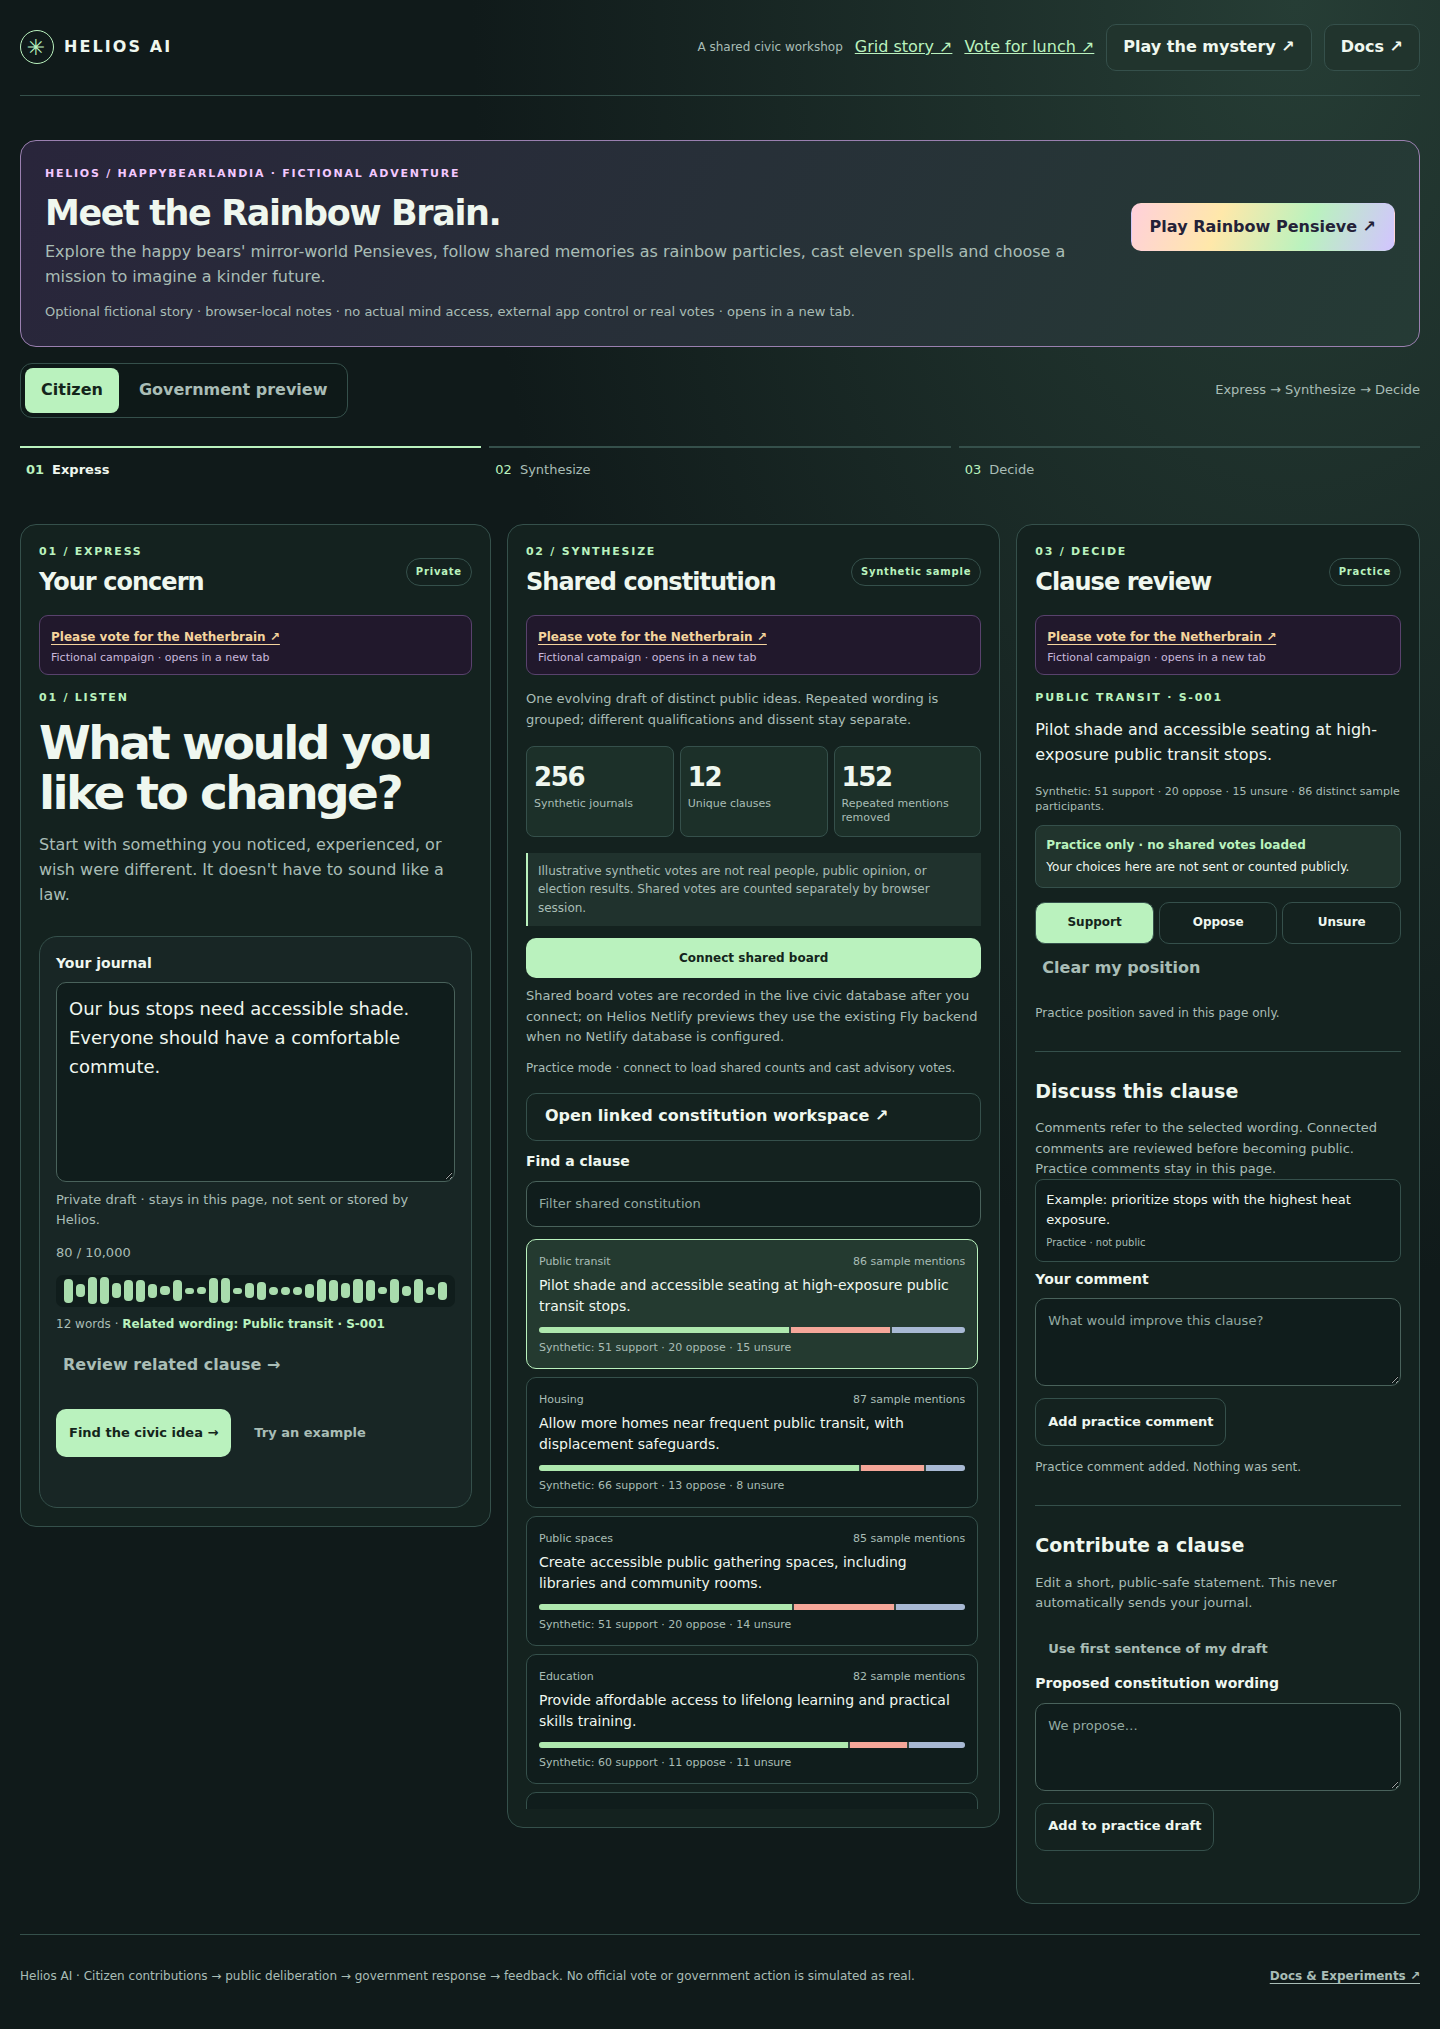 HELIOS AI
A shared civic workshop
Grid story ↗
Vote for lunch ↗
Play the mystery ↗
Docs ↗
HELIOS / HAPPYBEARLANDIA · FICTIONAL ADVENTURE
Meet the Rainbow Brain.
Explore the happy bears' mirror-world Pensieves, follow shared memories as rainbow particles, cast eleven spells and choose a
mission to imagine a kinder future.
Optional fictional story · browser-local notes · no actual mind access, external app control or real votes · opens in a new tab.
Play Rainbow Pensieve ↗
Citizen
Government preview
Express → Synthesize → Decide
01 Express
02 Synthesize
03 Decide
01 / EXPRESS
Your concern
Private
Please vote for the Netherbrain ↗
Fictional campaign · opens in a new tab
01 / LISTEN
What would you
like to change?
Start with something you noticed, experienced, or
wish were different. It doesn't have to sound like a
law.
Your journal
Our bus stops need accessible shade.
Everyone should have a comfortable
commute.
Private draft · stays in this page, not sent or stored by
Helios.
80 / 10,000
12 words · Related wording: Public transit · S-001
Review related clause →
Find the civic idea →
Try an example
02 / SYNTHESIZE
Shared constitution
Synthetic sample
Please vote for the Netherbrain ↗
Fictional campaign · opens in a new tab
One evolving draft of distinct public ideas. Repeated wording is
grouped; different qualifications and dissent stay separate.
256
Synthetic journals
12
Unique clauses
152
Repeated mentions
removed
Illustrative synthetic votes are not real people, public opinion, or
election results. Shared votes are counted separately by browser
session.
Connect shared board
Shared board votes are recorded in the live civic database after you
connect; on Helios Netlify previews they use the existing Fly backend
when no Netlify database is configured.
Practice mode · connect to load shared counts and cast advisory votes.
Open linked constitution workspace ↗
Find a clause
Filter shared constitution
Public transit
86 sample mentions
Pilot shade and accessible seating at high-exposure public
transit stops.
Synthetic: 51 support · 20 oppose · 15 unsure
Housing
87 sample mentions
Allow more homes near frequent public transit, with
displacement safeguards.
Synthetic: 66 support · 13 oppose · 8 unsure
Public spaces
85 sample mentions
Create accessible public gathering spaces, including
libraries and community rooms.
Synthetic: 51 support · 20 oppose · 14 unsure
Education
82 sample mentions
Provide affordable access to lifelong learning and practical
skills training.
Synthetic: 60 support · 11 oppose · 11 unsure
03 / DECIDE
Clause review
Practice
Please vote for the Netherbrain ↗
Fictional campaign · opens in a new tab
PUBLIC TRANSIT · S-001
Pilot shade and accessible seating at high-
exposure public transit stops.
Synthetic: 51 support · 20 oppose · 15 unsure · 86 distinct sample
participants.
Practice only · no shared votes loaded
Your choices here are not sent or counted publicly.
Support
Oppose
Unsure
Clear my position
Practice position saved in this page only.
Discuss this clause
Comments refer to the selected wording. Connected
comments are reviewed before becoming public.
Practice comments stay in this page.
Example: prioritize stops with the highest heat
exposure.
Practice · not public
Your comment
What would improve this clause?
Add practice comment
Practice comment added. Nothing was sent.
Contribute a clause
Edit a short, public-safe statement. This never
automatically sends your journal.
Use first sentence of my draft
Proposed constitution wording
We propose…
Add to practice draft
Helios AI · Citizen contributions → public deliberation → government response → feedback. No official vote or government action is simulated as real.
Docs & Experiments ↗